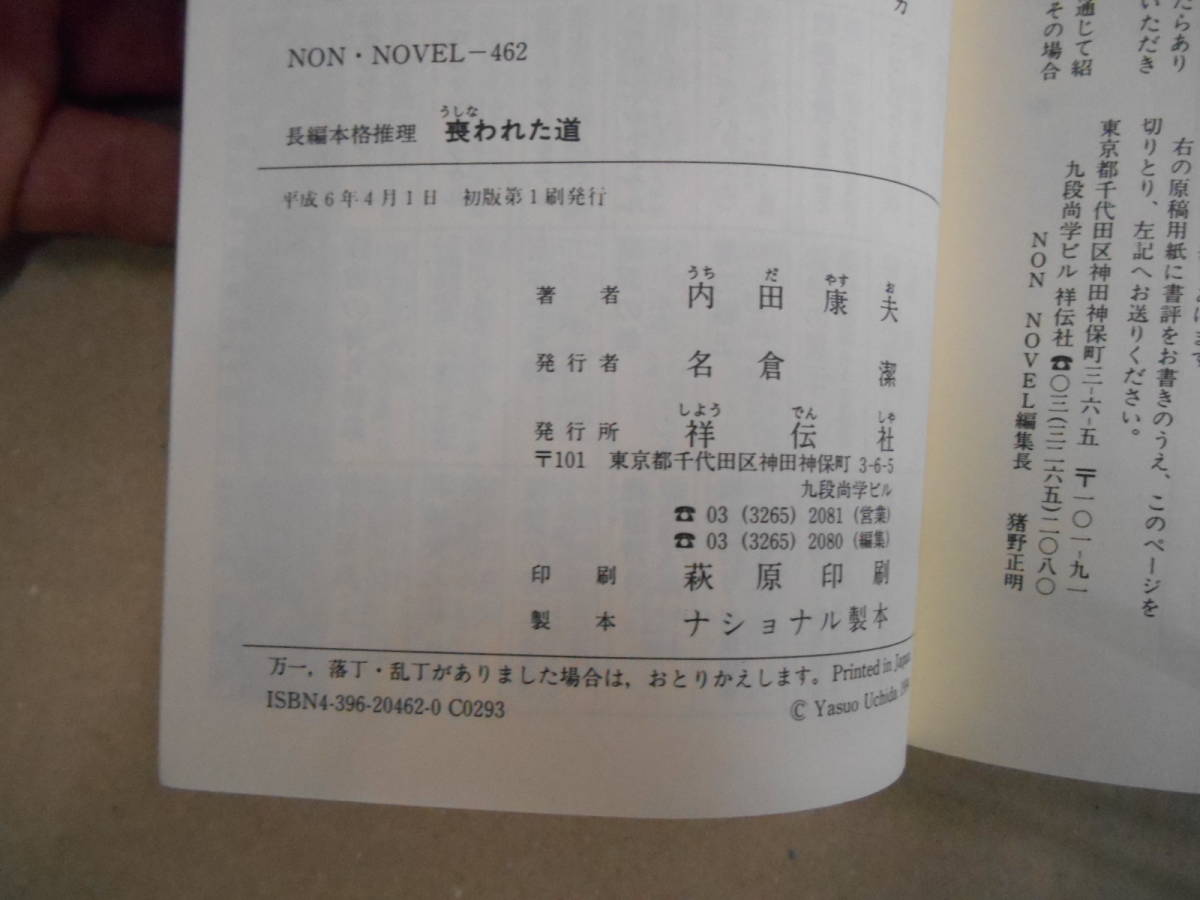 NON・NOVEL－462
長編本格推理　喪われた道
うしな
平成6年4月1日　初版第1刷発行
うち　だ　やす　お
著者　内田康夫
発行者　名倉　潔
しよう　でん　しや
発行所　祥伝社
〒101　東京都千代田区神田神保町 3-6-5
九段尚学ビル
☎ 03 (3265) 2081 (営業)
☎ 03 (3265) 2080 (編集)
印刷　萩原印刷
製本　ナショナル製本
万一，落丁・乱丁がありました場合は，おとりかえします。Printed in Japan
ISBN4-396-20462-0 C0293
© Yasuo Uchida
たらあり
いただき
通じて紹
その場合
右の原稿用紙に書評をお書きのうえ、このページを
切りとり、左記へお送りください。
東京都千代田区神田神保町三-六-五　〒一〇一-九一
九段尚学ビル 祥伝社 ☎〇三(三二六五)二〇八〇
NON NOVEL編集長　猪野正明